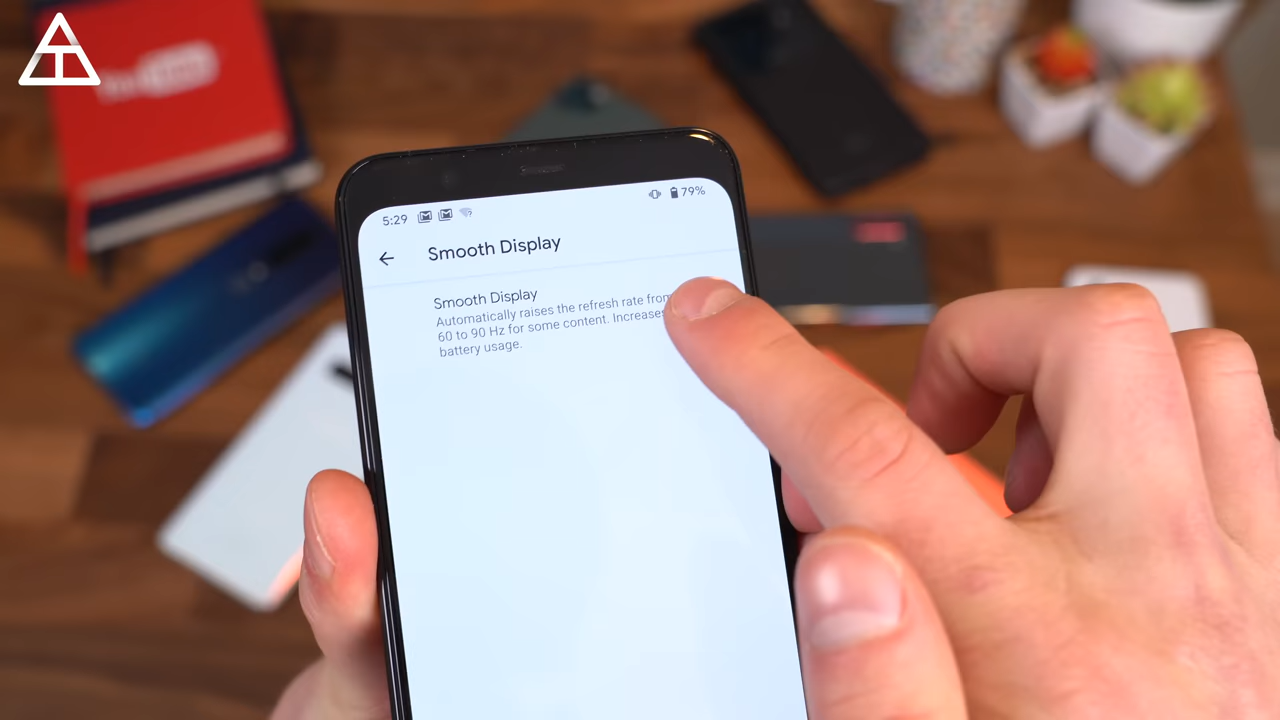 5:29
79%
Smooth Display
Smooth Display
Automatically raises the refresh rate from
60 to 90 Hz for some content. Increases
battery usage.